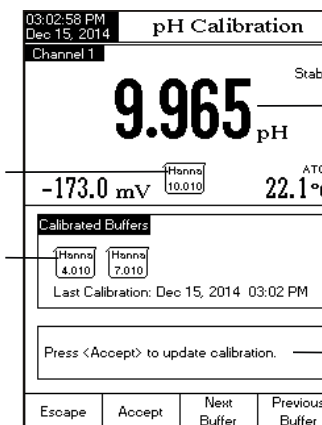 03:02:58 PM
Dec 15, 2014
pH Calibration
Channel 1
Stab
9.965 pH
-173.0 mV
Hanna
10.010
ATC
22.1°C
Calibrated Buffers
Hanna
4.010
Hanna
7.010
Last Calibration: Dec 15, 2014 03:02 PM
Press <Accept> to update calibration.
Escape
Accept
Next
Buffer
Previous
Buffer